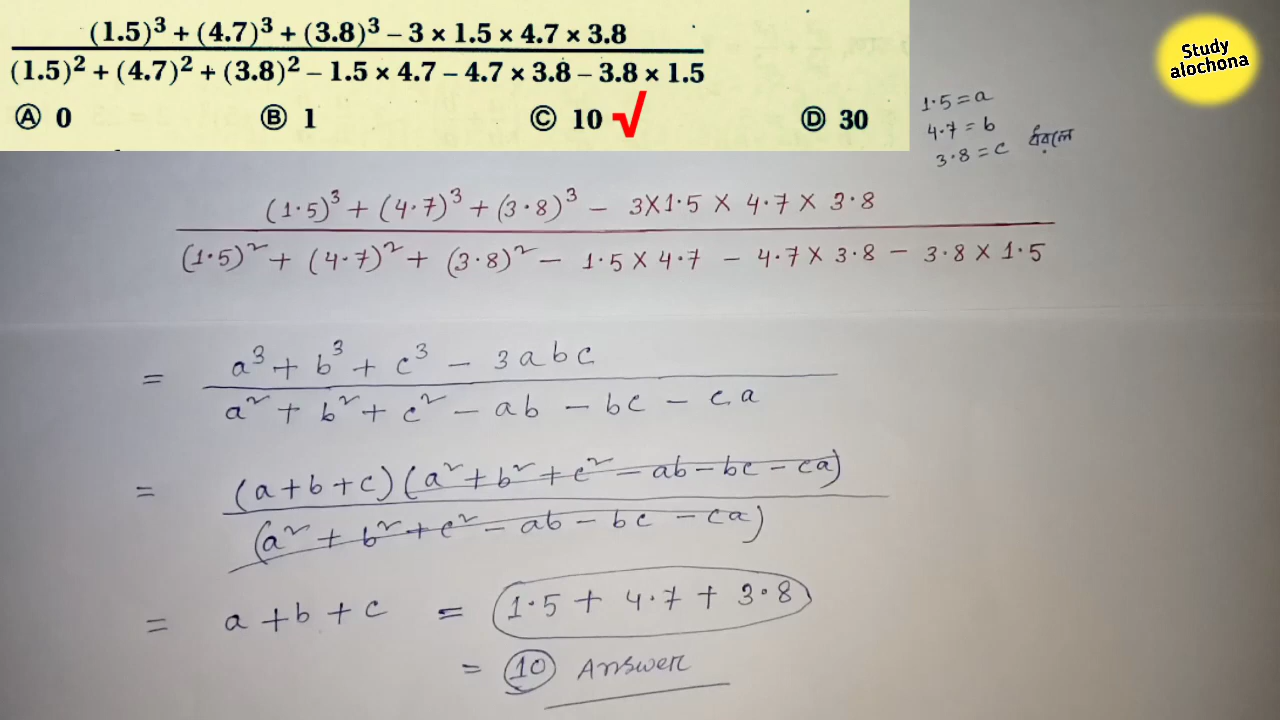 (1.5)³ + (4.7)³ + (3.8)³ – 3 × 1.5 × 4.7 × 3.8
(1.5)² + (4.7)² + (3.8)² – 1.5 × 4.7 – 4.7 × 3.8 – 3.8 × 1.5
Ⓐ 0 Ⓑ 1 Ⓒ 10 √ Ⓓ 30
Study
alochona
1.5 = a
4.7 = b
3.8 = c ধরলে
(1.5)³ + (4.7)³ + (3.8)³ – 3×1.5 × 4.7 × 3.8
(1.5)² + (4.7)² + (3.8)² – 1.5 × 4.7 – 4.7 × 3.8 – 3.8 × 1.5
= a³ + b³ + c³ – 3abc
a² + b² + c² – ab – bc – ca
= (a+b+c)(a²+b²+c²–ab–bc–ca)
(a²+b²+c²–ab–bc–ca)
= a+b+c = 1.5 + 4.7 + 3.8
= 10 Answer